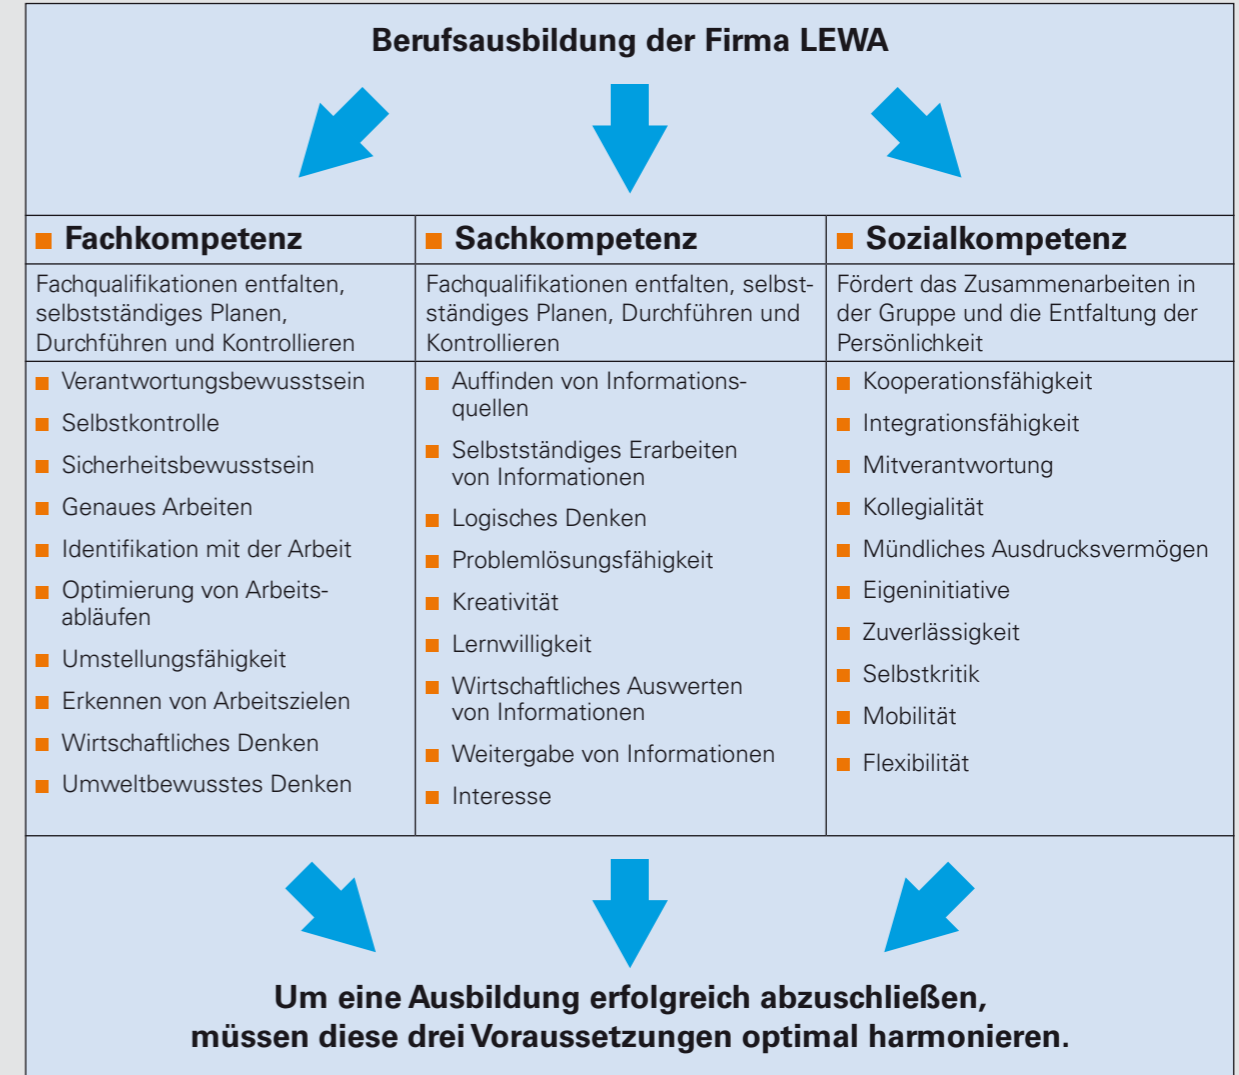 Berufsausbildung der Firma LEWA
Fachkompetenz
Fachqualifikationen entfalten,
selbstständiges Planen,
Durchführen und Kontrollieren
Verantwortungsbewusstsein
Selbstkontrolle
Sicherheitsbewusstsein
Genaues Arbeiten
Identifikation mit der Arbeit
Optimierung von Arbeits-
abläufen
Umstellungsfähigkeit
Erkennen von Arbeitszielen
Wirtschaftliches Denken
Umweltbewusstes Denken
Sachkompetenz
Fachqualifikationen entfalten, selbst-
ständiges Planen, Durchführen und
Kontrollieren
Auffinden von Informations-
quellen
Selbstständiges Erarbeiten
von Informationen
Logisches Denken
Problemlösungsfähigkeit
Kreativität
Lernwilligkeit
Wirtschaftliches Auswerten
von Informationen
Weitergabe von Informationen
Interesse
Sozialkompetenz
Fördert das Zusammenarbeiten in
der Gruppe und die Entfaltung der
Persönlichkeit
Kooperationsfähigkeit
Integrationsfähigkeit
Mitverantwortung
Kollegialität
Mündliches Ausdrucksvermögen
Eigeninitiative
Zuverlässigkeit
Selbstkritik
Mobilität
Flexibilität
Um eine Ausbildung erfolgreich abzuschließen,
müssen diese drei Voraussetzungen optimal harmonieren.